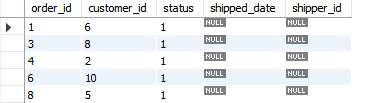 order_id customer_id status shipped_date shipper_id
1 6 1 NULL NULL
3 8 1 NULL NULL
4 2 1 NULL NULL
6 10 1 NULL NULL
8 5 1 NULL NULL